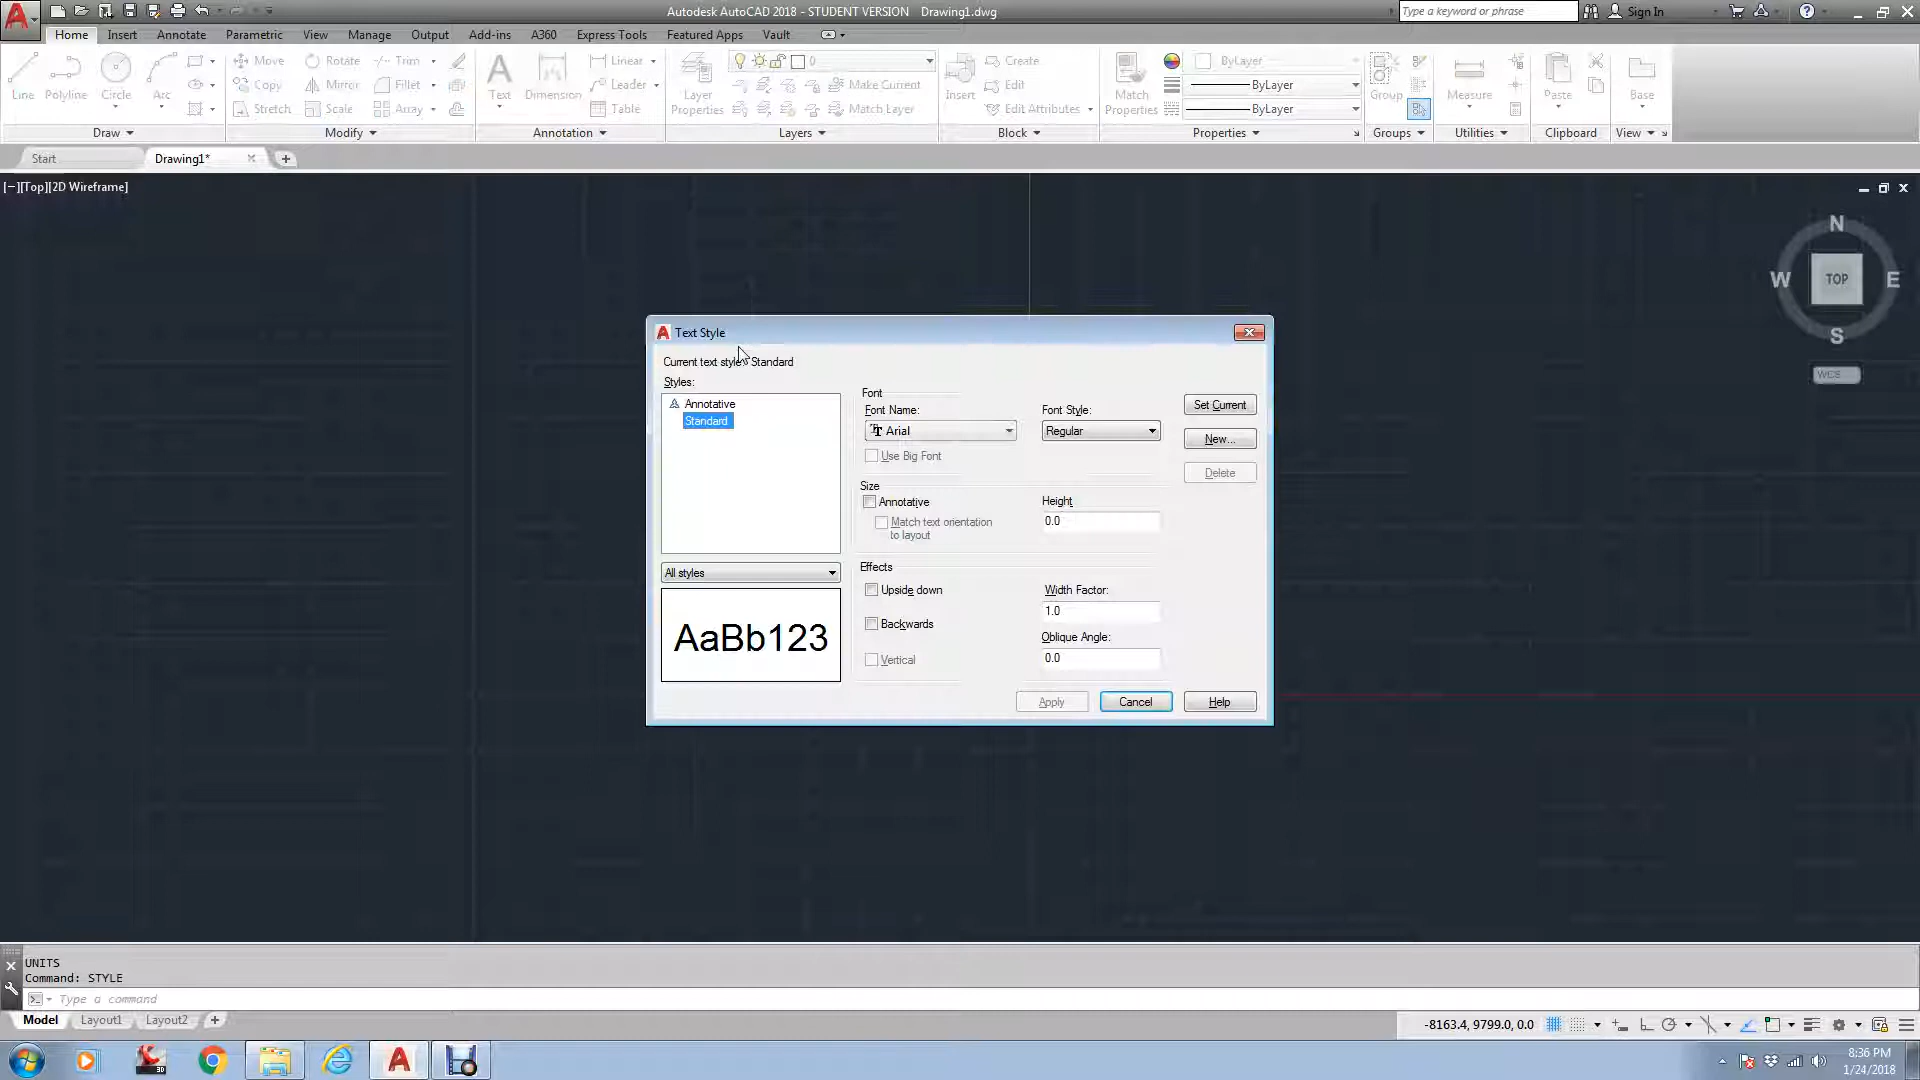 Autodesk AutoCAD 2018 - STUDENT VERSION Drawing1.dwg
Type a keyword or phrase
Sign In
Home Insert Annotate Parametric View Manage Output Add-ins A360 Express Tools Featured Apps Vault
Line Polyline Circle Arc
Move Rotate Trim
Copy Mirror Fillet
Stretch Scale Array
Text Dimension
Linear
Leader
Table
Layer Properties
0
Make Current
Match Layer
Insert
Create
Edit
Edit Attributes
Match Properties
ByLayer
ByLayer
ByLayer
Group
Measure
Paste
Base
Draw Modify Annotation Layers Block Properties Groups Utilities Clipboard View
Start Drawing1*
[−][Top][2D Wireframe]
N
W TOP E
S
WCS
Text Style
Current text style: Standard
Styles:
Annotative
Standard
All styles
AaBb123
Font
Font Name:
Arial
Use Big Font
Font Style:
Regular
Size
Annotative
Match text orientation
to layout
Height
0.0
Effects
Upside down
Backwards
Vertical
Width Factor:
1.0
Oblique Angle:
0.0
Set Current
New...
Delete
Apply Cancel Help
UNITS
Command: STYLE
Type a command
Model Layout1 Layout2
-8163.4, 9799.0, 0.0
8:36 PM
1/24/2018